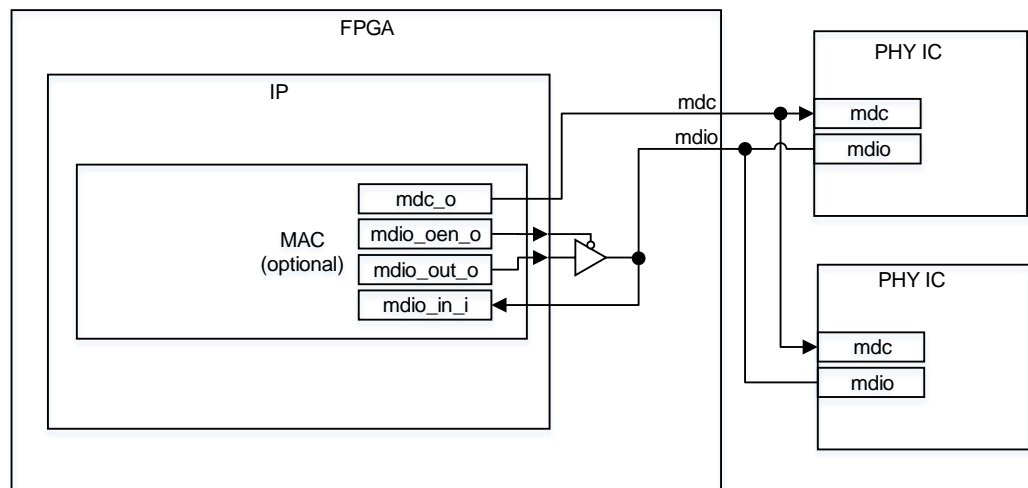 FPGA
IP
MAC
(optional)
mdc_o
mdio_oen_o
mdio_out_o
mdio_in_i
mdc
mdio
PHY IC
mdc
mdio
PHY IC
mdc
mdio